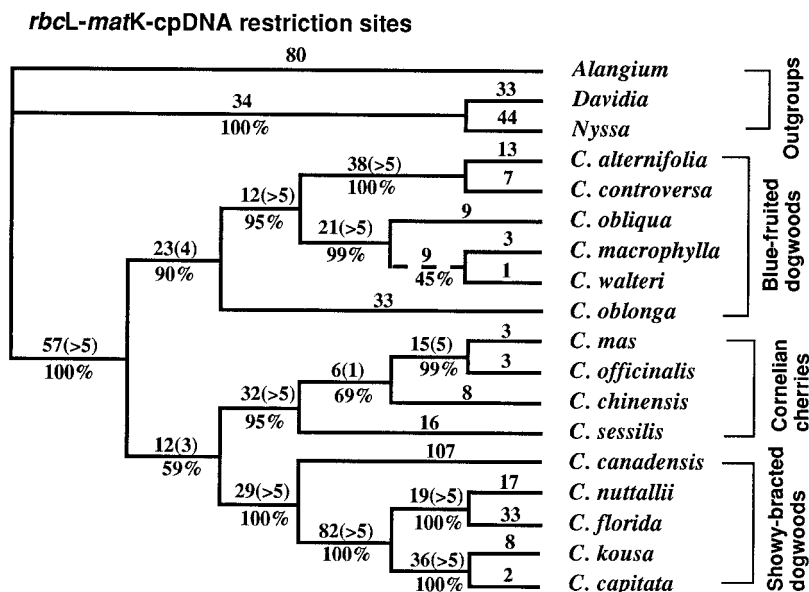 rbcL-matK-cpDNA restriction sites
80
Alangium
33
Davidia
34
100%
44
Nyssa
Outgroups
13
C. alternifolia
38(>5)
100%
7
C. controversa
12(>5)
95%
9
C. obliqua
21(>5)
99%
3
C. macrophylla
9
45%
1
C. walteri
23(4)
90%
33
C. oblonga
Blue-fruited
dogwoods
57(>5)
100%
3
C. mas
15(5)
99%
3
C. officinalis
6(1)
69%
8
C. chinensis
32(>5)
95%
16
C. sessilis
Cornelian
cherries
12(3)
59%
107
C. canadensis
29(>5)
100%
17
C. nuttallii
19(>5)
100%
33
C. florida
82(>5)
100%
8
C. kousa
36(>5)
100%
2
C. capitata
Showy-bracted
dogwoods